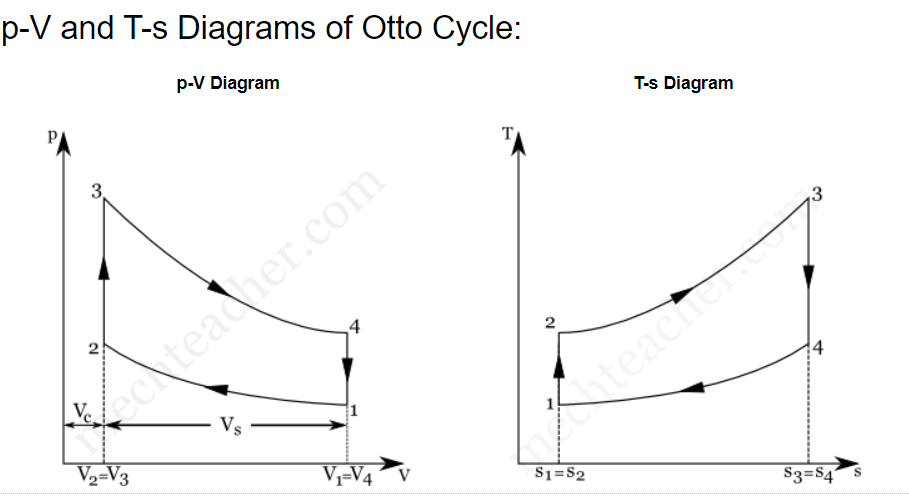 p-V and T-s Diagrams of Otto Cycle:
p-V Diagram
T-s Diagram
p
3
4
2
1
Vc
Vs
V2=V3
V1=V4
V
T
3
2
4
1
s1=s2
s3=s4
s
mechteacher.com
mechteacher.com